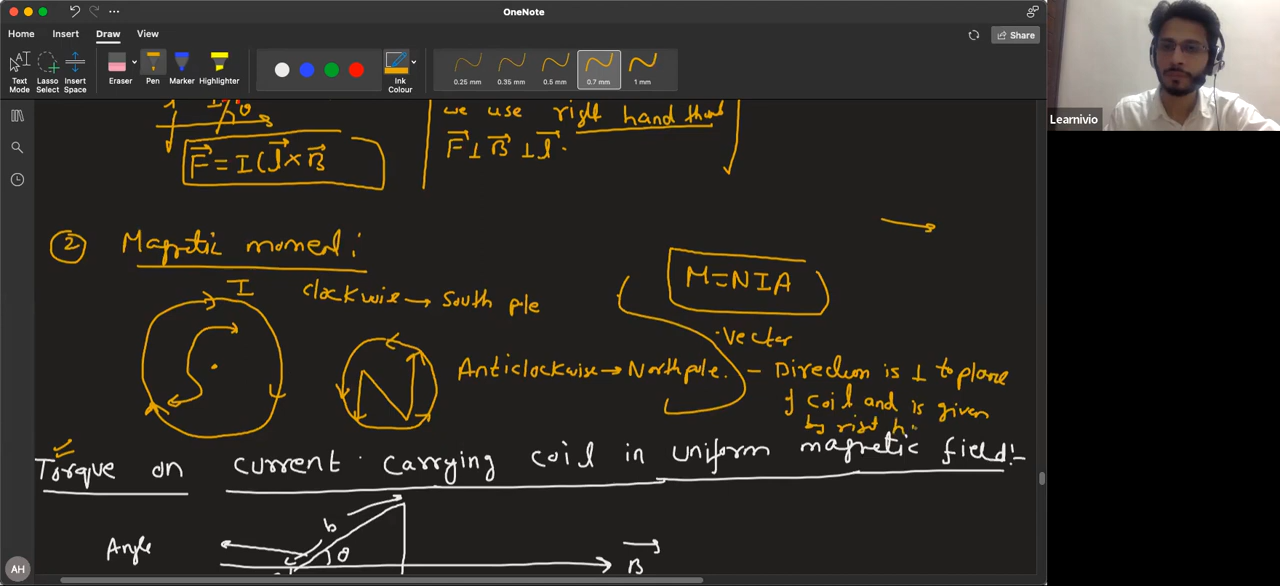 OneNote
Home Insert Draw View
Share
Text Mode
Lasso Select
Insert Space
Eraser
Pen
Marker
Highlighter
Ink Colour
0.25 mm
0.35 mm
0.5 mm
0.7 mm
1 mm
Learnivio
θ
we use right hand thum
F = I(l × B
F ⊥ B ⊥ l.
② Magnetic moment:
I
clockwise → South pole
M = NIA
· Vector
N
Anticlockwise → North pole.
- Direction is ⊥ to plane
of coil and is given
by right h
Torque on current carrying coil in uniform magnetic field:-
b
Angle
θ
B
AH